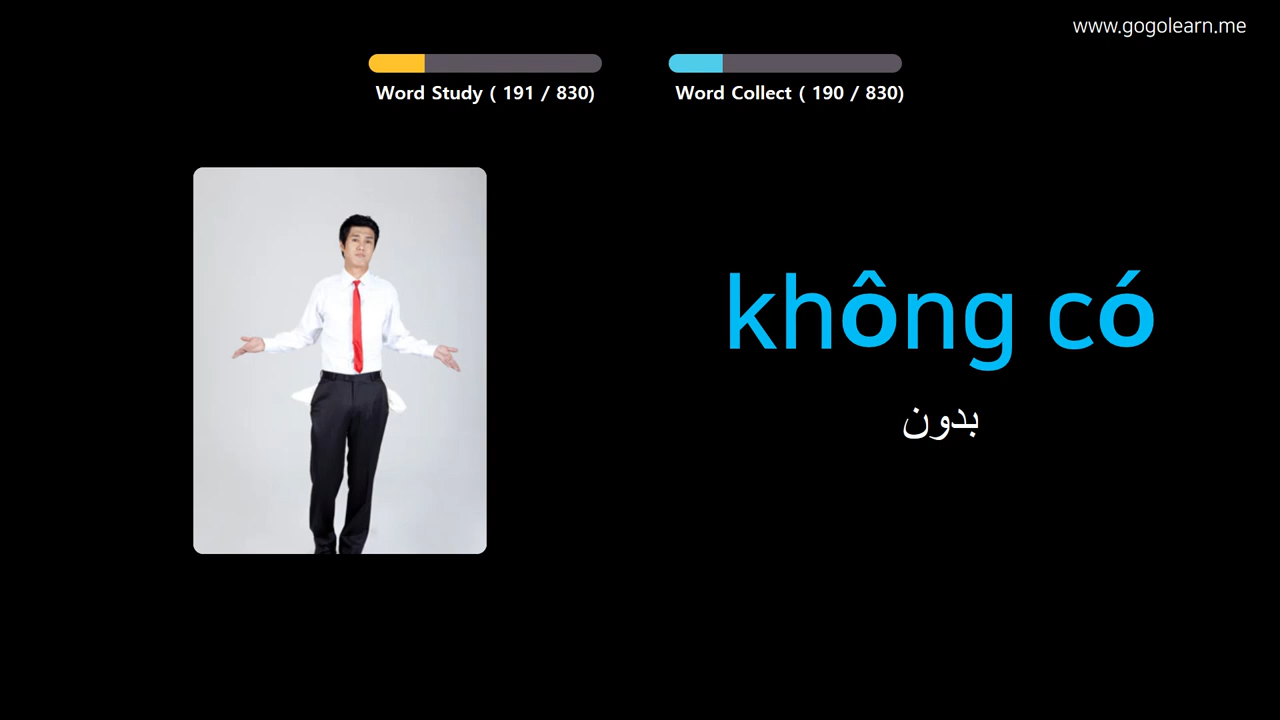 www.gogolearn.me
Word Study ( 191 / 830)
Word Collect ( 190 / 830)
không có
بدون